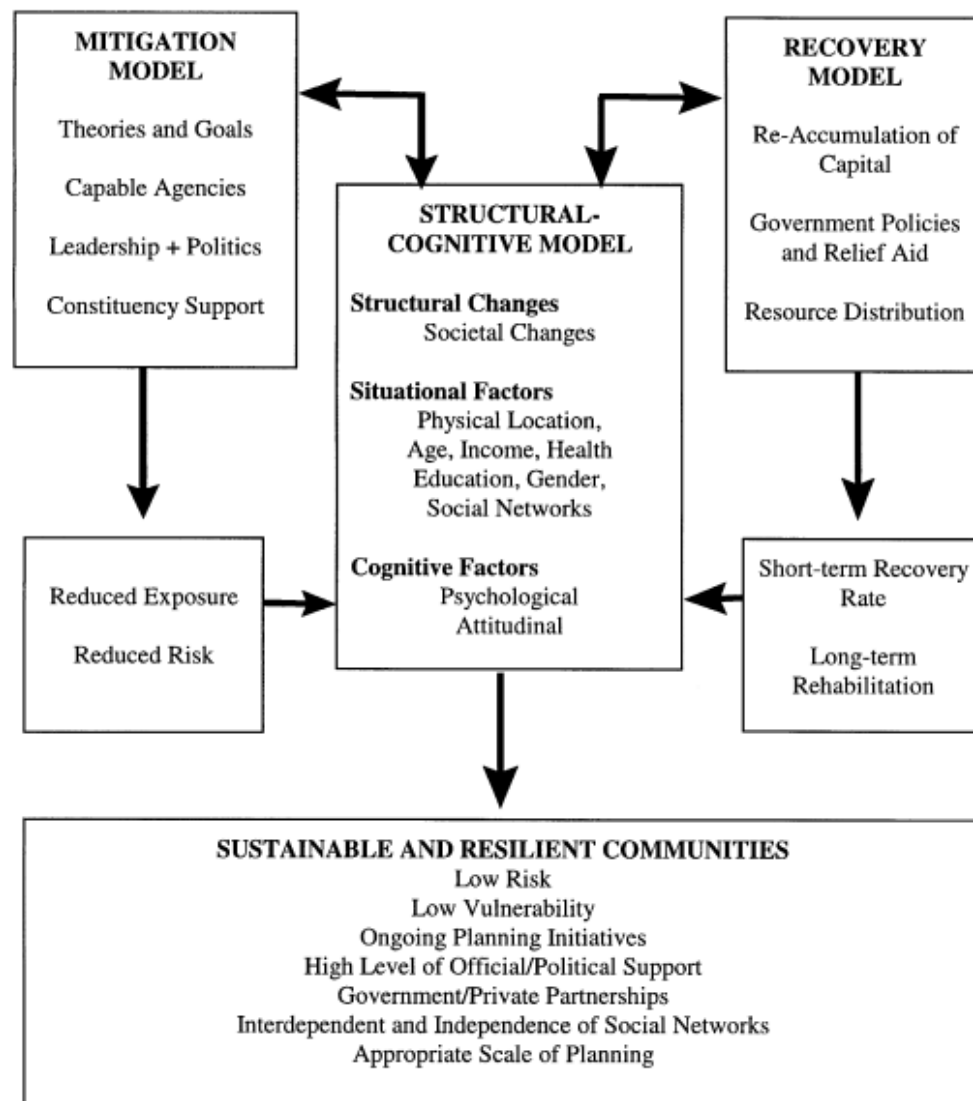 MITIGATION
MODEL
Theories and Goals
Capable Agencies
Leadership + Politics
Constituency Support
RECOVERY
MODEL
Re-Accumulation of
Capital
Government Policies
and Relief Aid
Resource Distribution
STRUCTURAL-
COGNITIVE MODEL
Structural Changes
Societal Changes
Situational Factors
Physical Location,
Age, Income, Health
Education, Gender,
Social Networks
Cognitive Factors
Psychological
Attitudinal
Reduced Exposure
Reduced Risk
Short-term Recovery
Rate
Long-term
Rehabilitation
SUSTAINABLE AND RESILIENT COMMUNITIES
Low Risk
Low Vulnerability
Ongoing Planning Initiatives
High Level of Official/Political Support
Government/Private Partnerships
Interdependent and Independence of Social Networks
Appropriate Scale of Planning